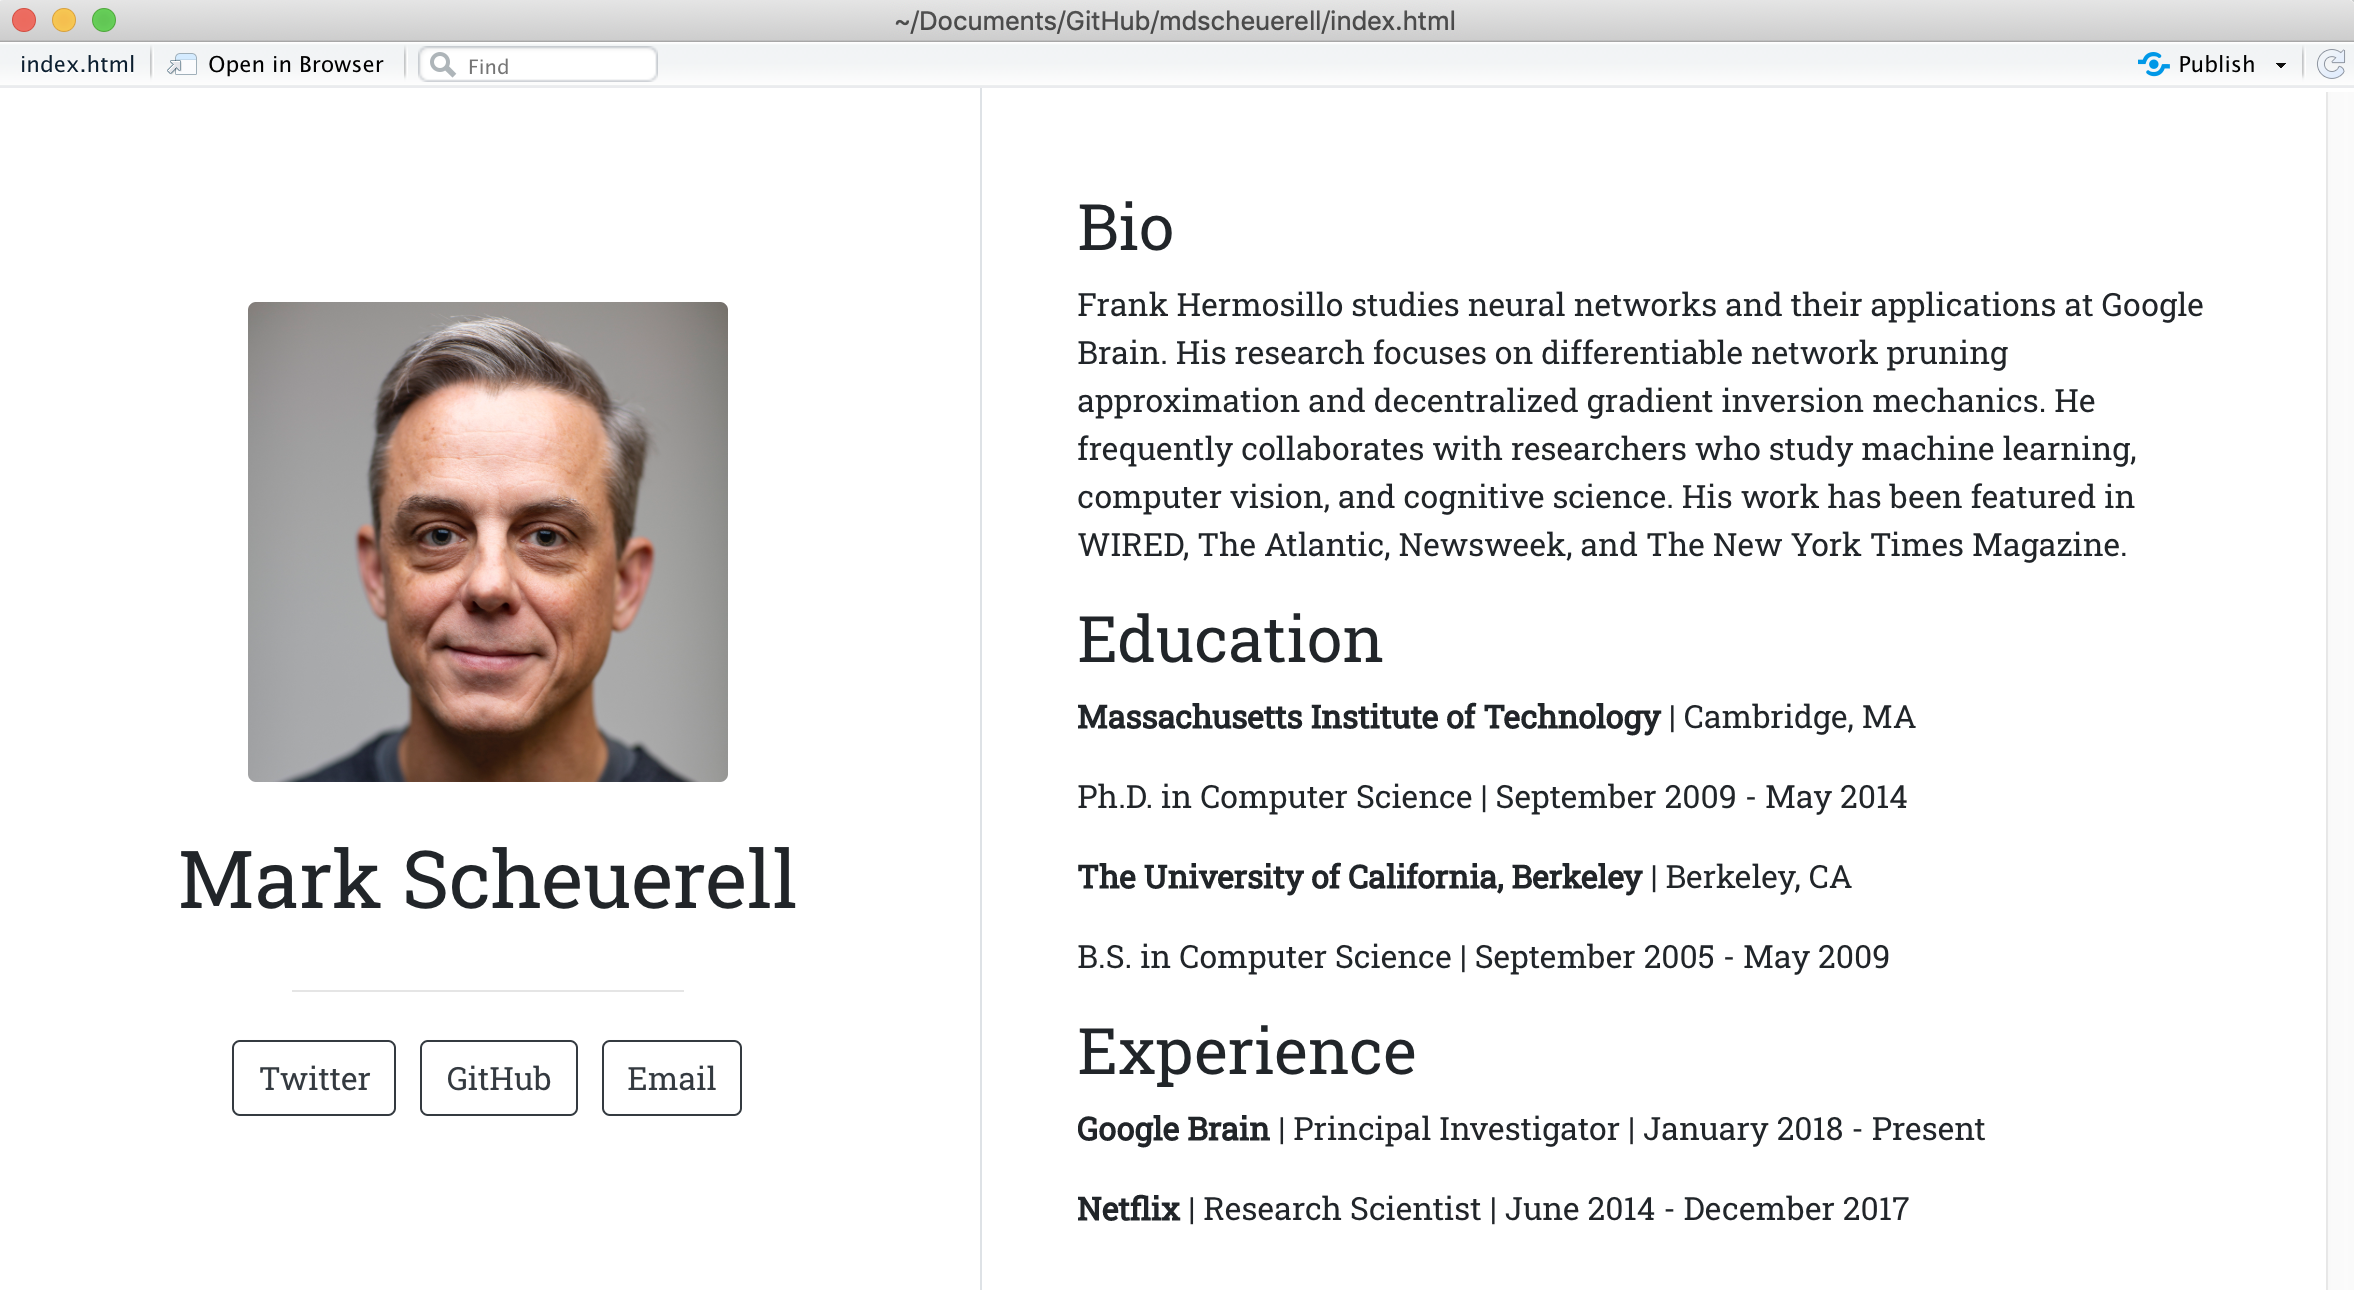 ~/Documents/GitHub/mdscheuerell/index.html
index.html
Open in Browser
Find
Publish
Mark Scheuerell
Twitter
GitHub
Email
Bio
Frank Hermosillo studies neural networks and their applications at Google
Brain. His research focuses on differentiable network pruning
approximation and decentralized gradient inversion mechanics. He
frequently collaborates with researchers who study machine learning,
computer vision, and cognitive science. His work has been featured in
WIRED, The Atlantic, Newsweek, and The New York Times Magazine.
Education
Massachusetts Institute of Technology | Cambridge, MA
Ph.D. in Computer Science | September 2009 - May 2014
The University of California, Berkeley | Berkeley, CA
B.S. in Computer Science | September 2005 - May 2009
Experience
Google Brain | Principal Investigator | January 2018 - Present
Netflix | Research Scientist | June 2014 - December 2017